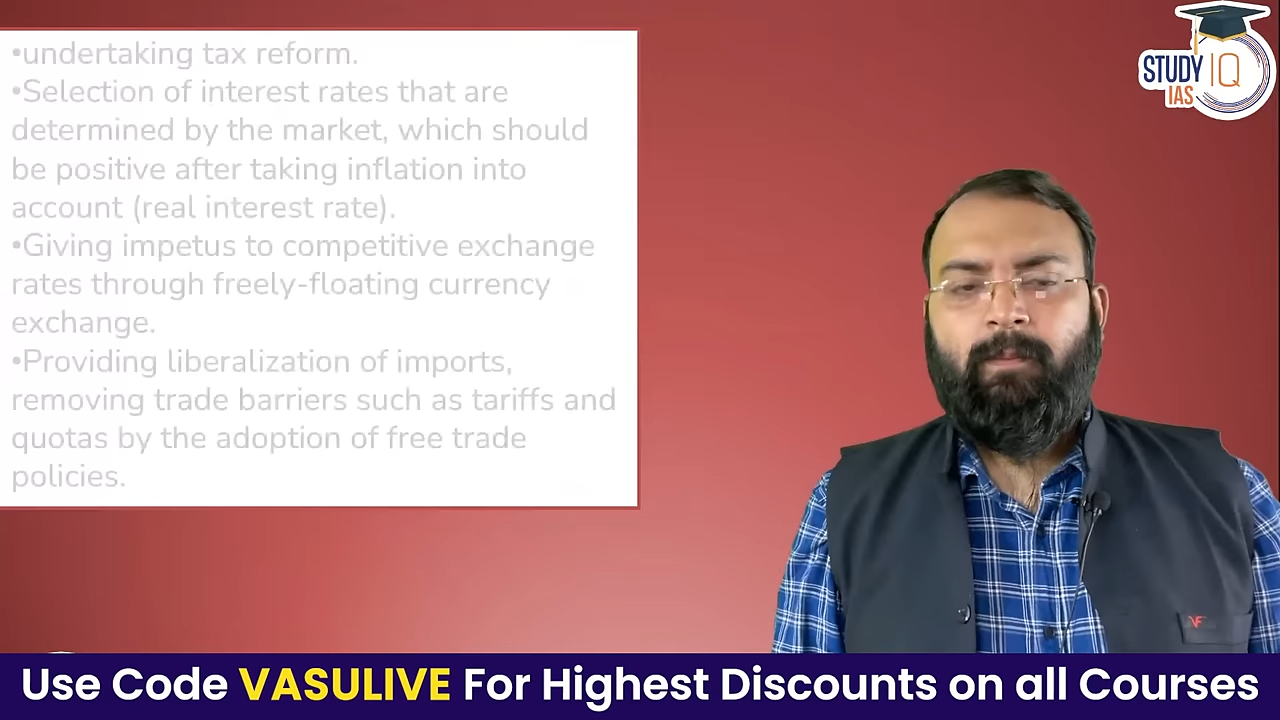 •undertaking tax reform.
•Selection of interest rates that are
determined by the market, which should
be positive after taking inflation into
account (real interest rate).
•Giving impetus to competitive exchange
rates through freely-floating currency
exchange.
•Providing liberalization of imports,
removing trade barriers such as tariffs and
quotas by the adoption of free trade
policies.
STUDY IQ
IAS
VF
Use Code VASULIVE For Highest Discounts on all Courses